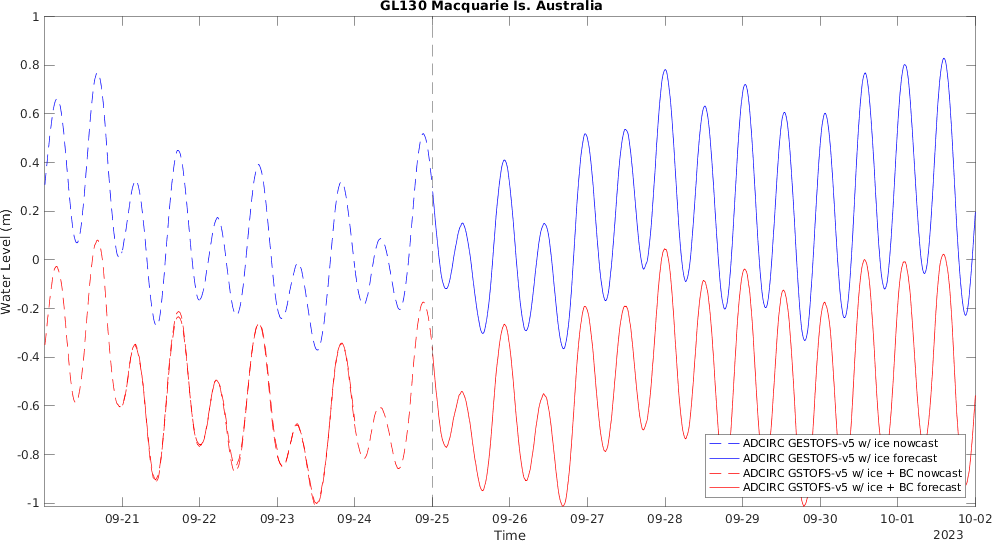 GL130 Macquarie Is. Australia
1
0.8
0.6
0.4
0.2
0
-0.2
-0.4
-0.6
-0.8
-1
Water Level (m)
ADCIRC GESTOFS-v5 w/ ice nowcast
ADCIRC GESTOFS-v5 w/ ice forecast
ADCIRC GSTOFS-v5 w/ ice + BC nowcast
ADCIRC GSTOFS-v5 w/ ice + BC forecast
09-21 09-22 09-23 09-24 09-25 09-26 09-27 09-28 09-29 09-30 10-01 10-02
Time
2023